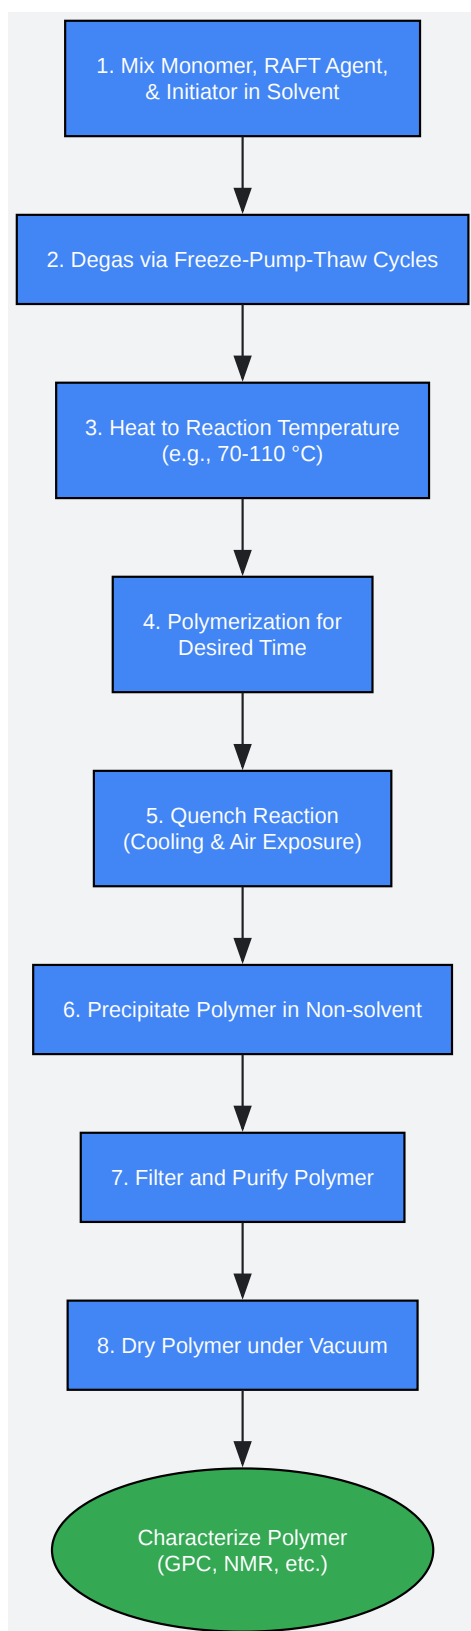 1. Mix Monomer, RAFT Agent,
& Initiator in Solvent
2. Degas via Freeze-Pump-Thaw Cycles
3. Heat to Reaction Temperature
(e.g., 70-110 °C)
4. Polymerization for
Desired Time
5. Quench Reaction
(Cooling & Air Exposure)
6. Precipitate Polymer in Non-solvent
7. Filter and Purify Polymer
8. Dry Polymer under Vacuum
Characterize Polymer
(GPC, NMR, etc.)